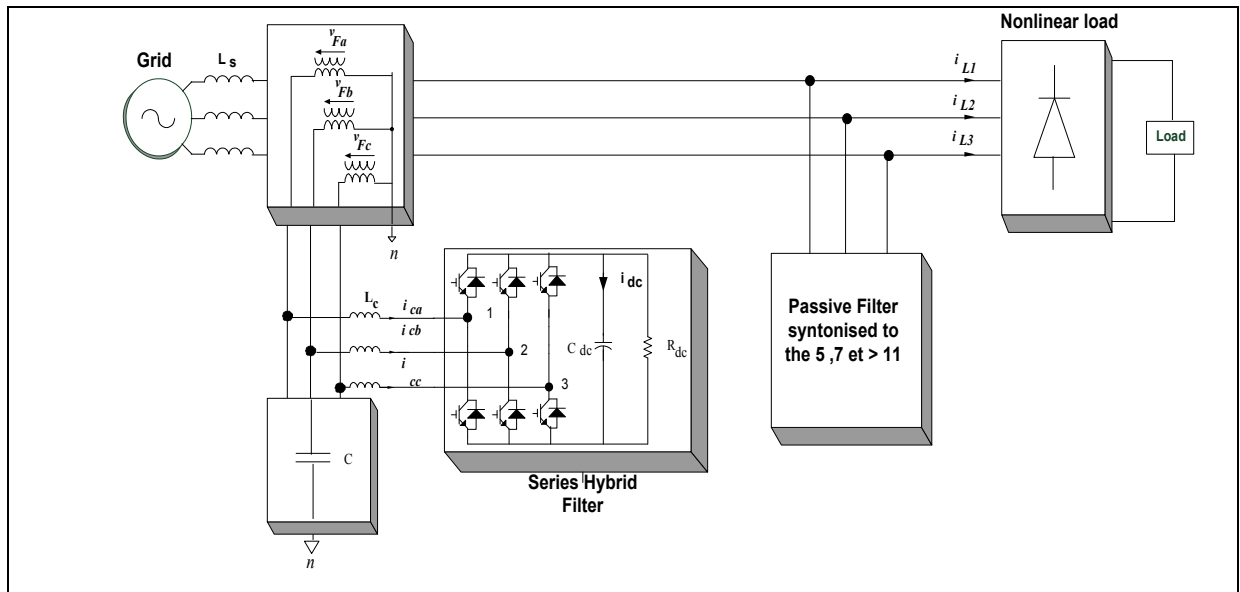 Nonlinear load
Grid
L s
v Fa
v Fb
v Fc
i L1
i L2
i L3
Load
n
L c
i ca
i cb
i
cc
1
2
3
i dc
C dc
R dc
Passive Filter
syntonised to
the 5 ,7 et > 11
C
n
Series Hybrid
Filter